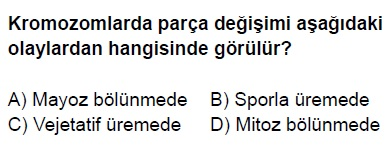 Kromozomlarda parça değişimi aşağıdaki
olaylardan hangisinde görülür?
A) Mayoz bölünmede B) Sporla üremede
C) Vejetatif üremede D) Mitoz bölünmede